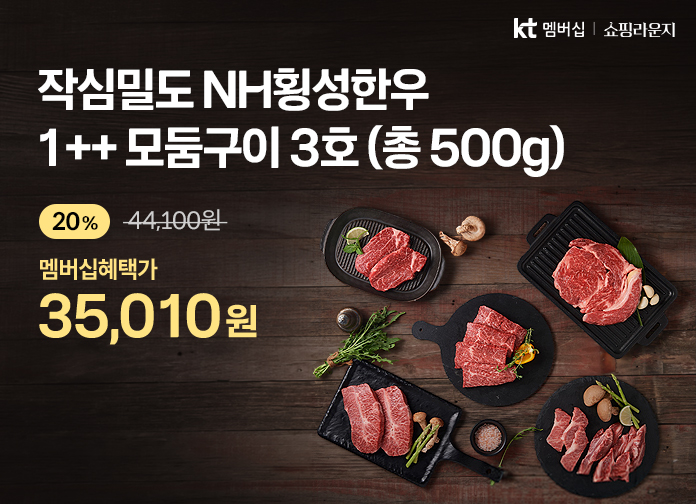 kt 멤버십 | 쇼핑라운지
작심밀도 NH횡성한우
1++ 모둠구이 3호 (총 500g)
20% 44,100원
멤버십혜택가
35,010원